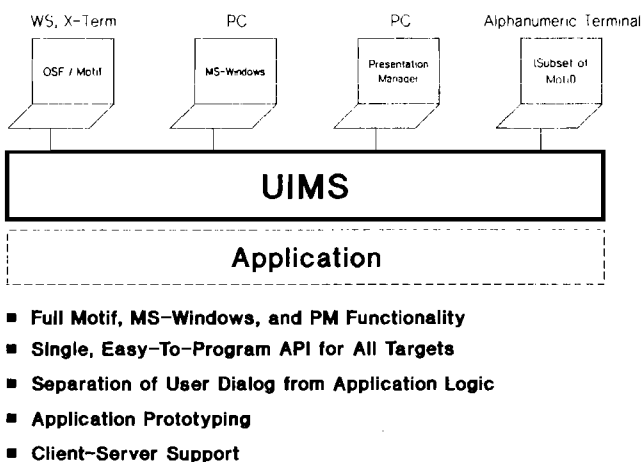 WS, X-Term PC PC Alphanumeric Terminal
OSF / Motif MS-Windows Presentation Manager (Subset of Motif)
UIMS
Application
■ Full Motif, MS-Windows, and PM Functionality
■ Single, Easy-To-Program API for All Targets
■ Separation of User Dialog from Application Logic
■ Application Prototyping
■ Client-Server Support